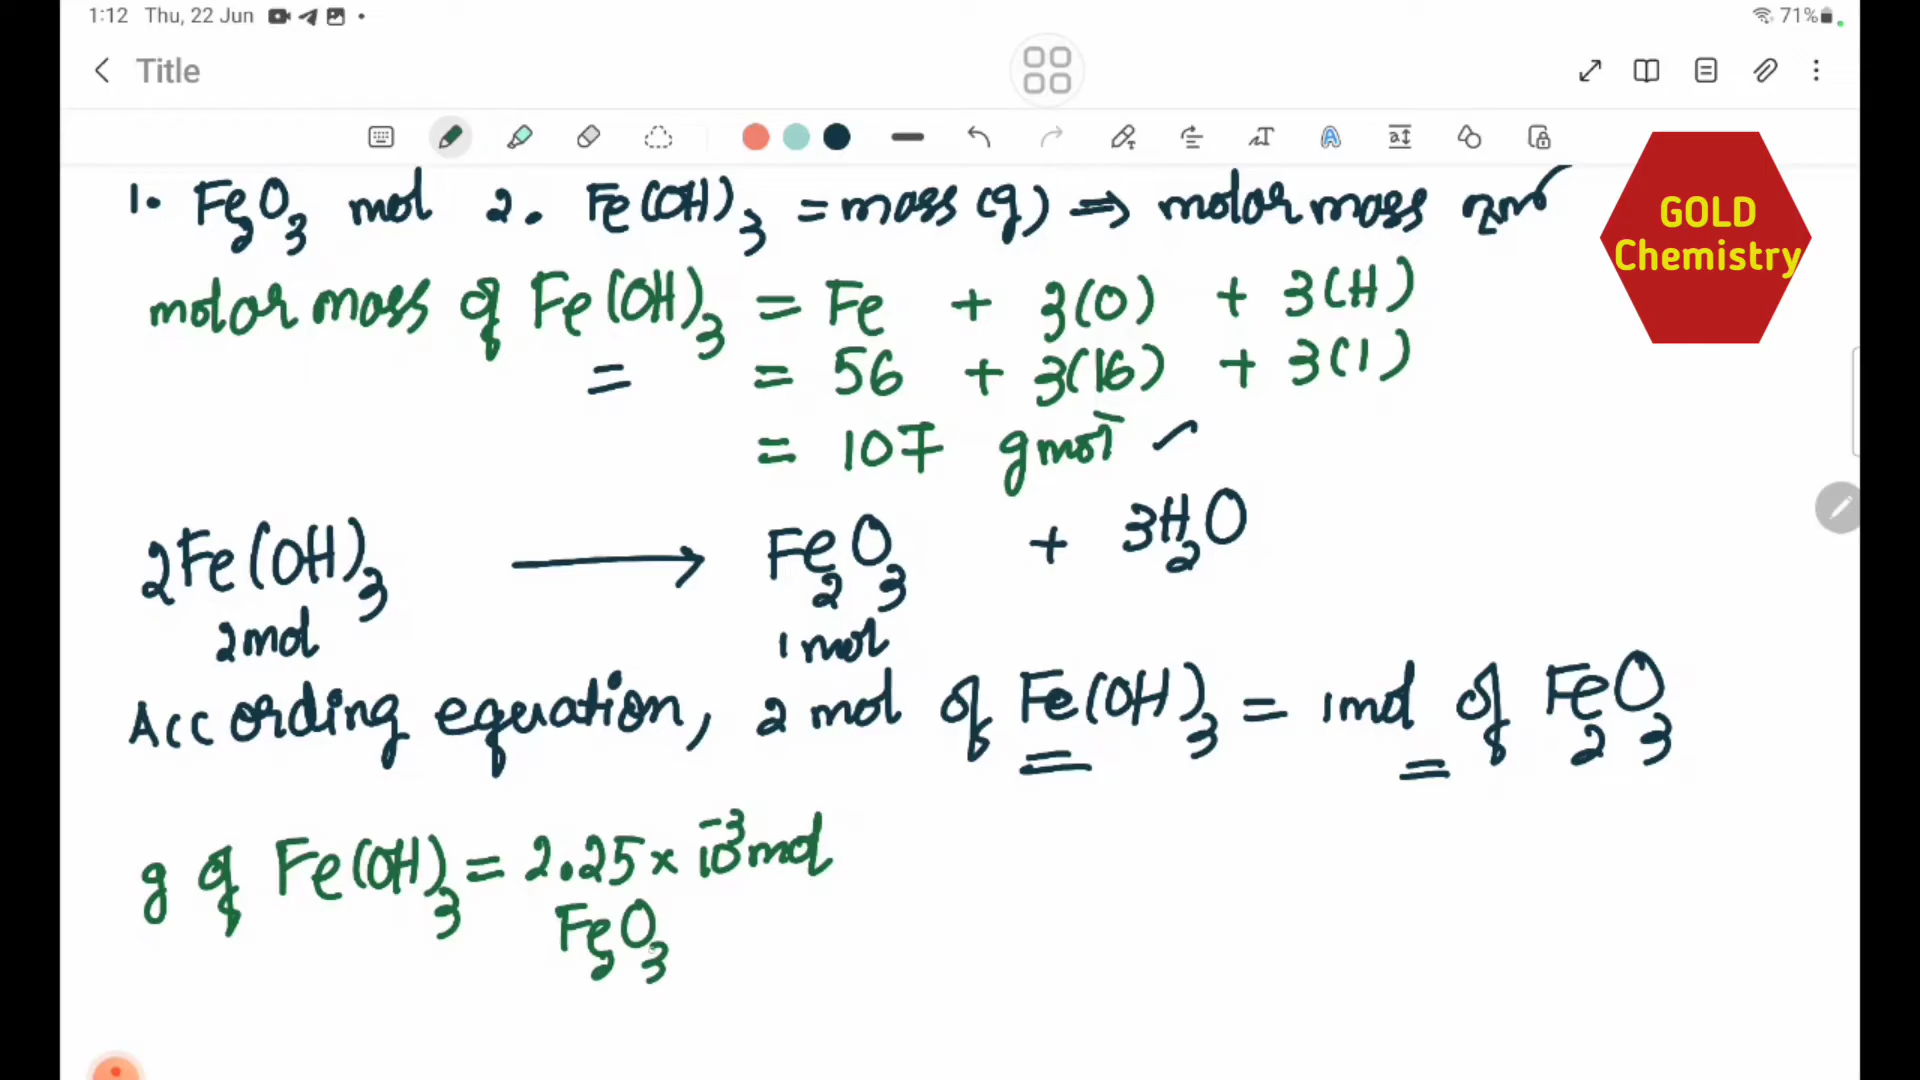 1:12 Thu, 22 Jun
71%
Title
GOLD
Chemistry
1. Fe2O3 mol 2. Fe(OH)3 = mass (g) ⇒ molar mass
molar mass of Fe(OH)3 = Fe + 3(O) + 3(H)
= = 56 + 3(16) + 3(1)
= 107 gmol⁻
2Fe(OH)3 ⟶ Fe2O3 + 3H2O
2mol 1mol
According equation, 2 mol of Fe(OH)3 = 1mol of Fe2O3
g of Fe(OH)3 = 2.25 × 10⁻³ mol
Fe2O3